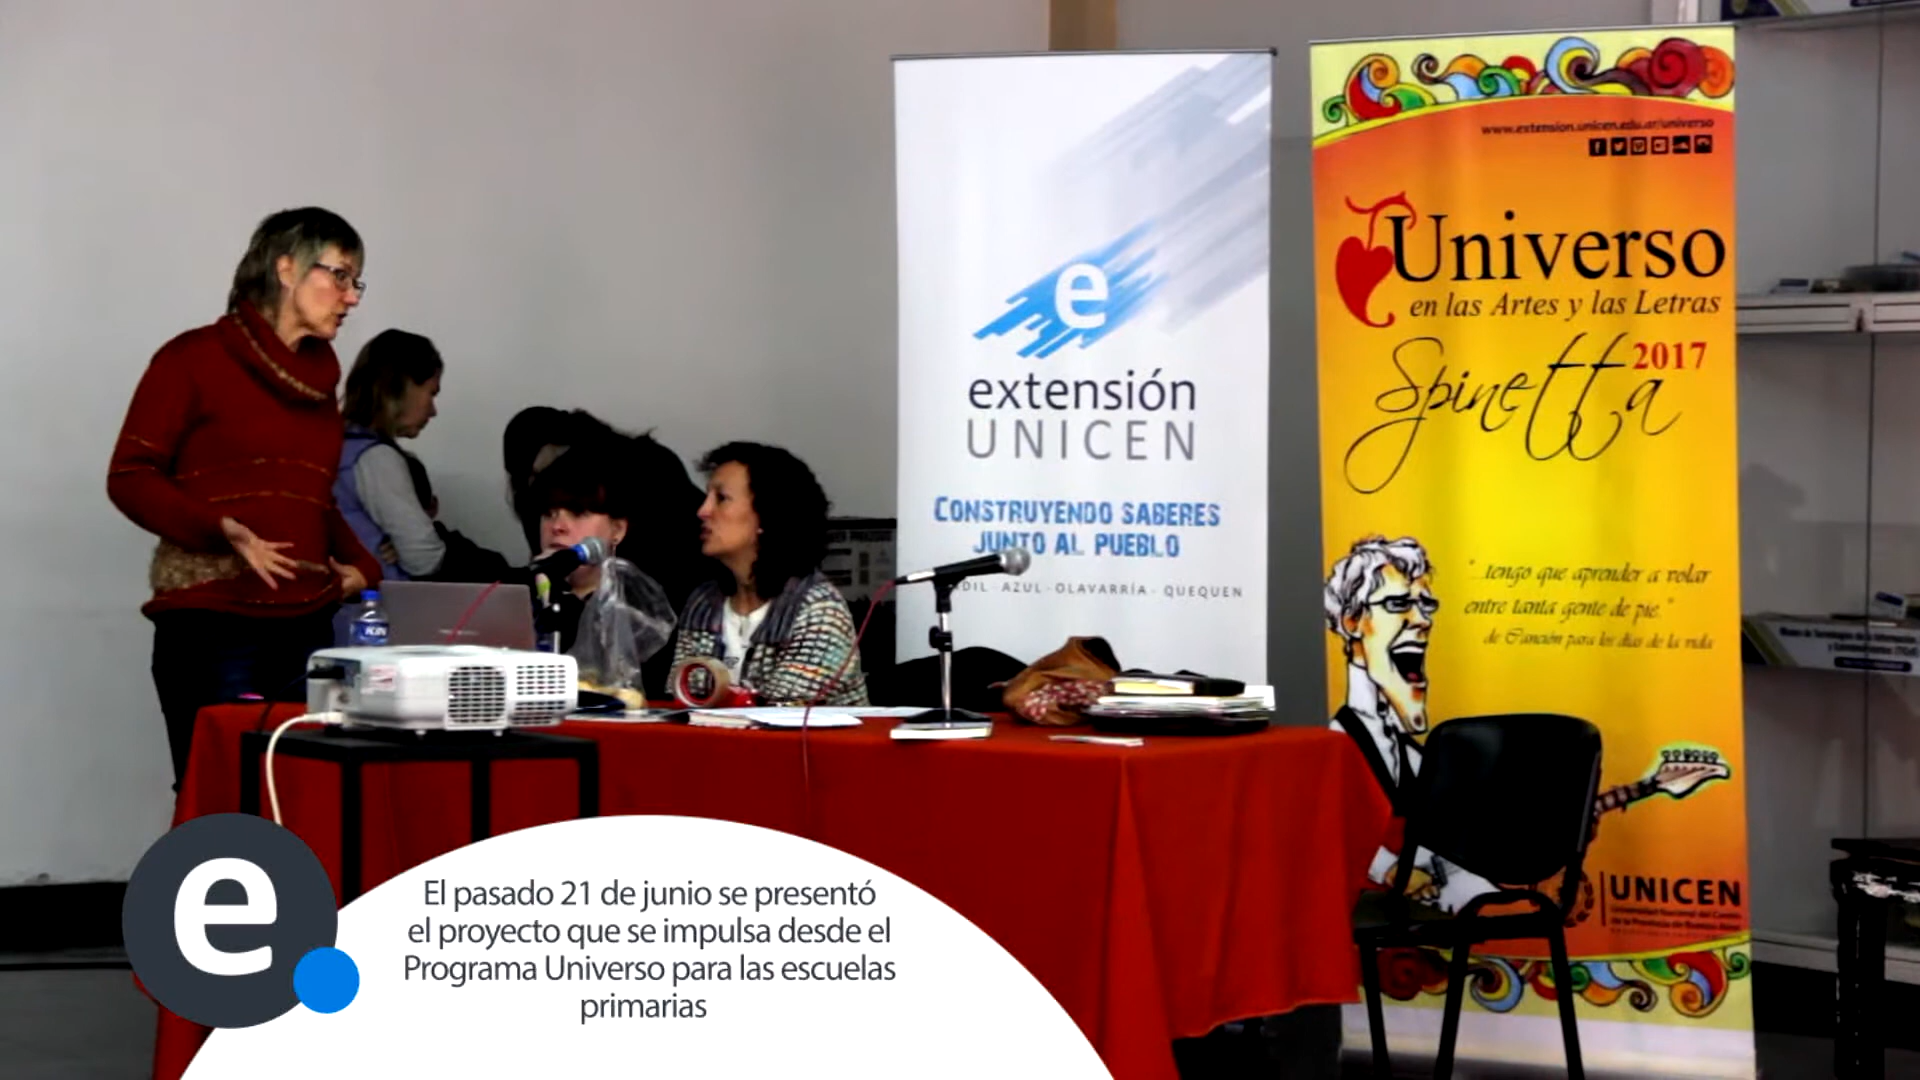 e
extensión
UNICEN
CONSTRUYENDO SABERES
JUNTO AL PUEBLO
AZUL - OLAVARRÍA - QUEQUEN
www.extension.unicen.edu.ar/universo
Universo
en las Artes y las Letras
2017
Spinetta
"...tengo que aprender a volar
entre tanta gente de pie."
de Canción para los días de la vida
UNICEN
e.
El pasado 21 de junio se presentó
el proyecto que se impulsa desde el
Programa Universo para las escuelas
primarias